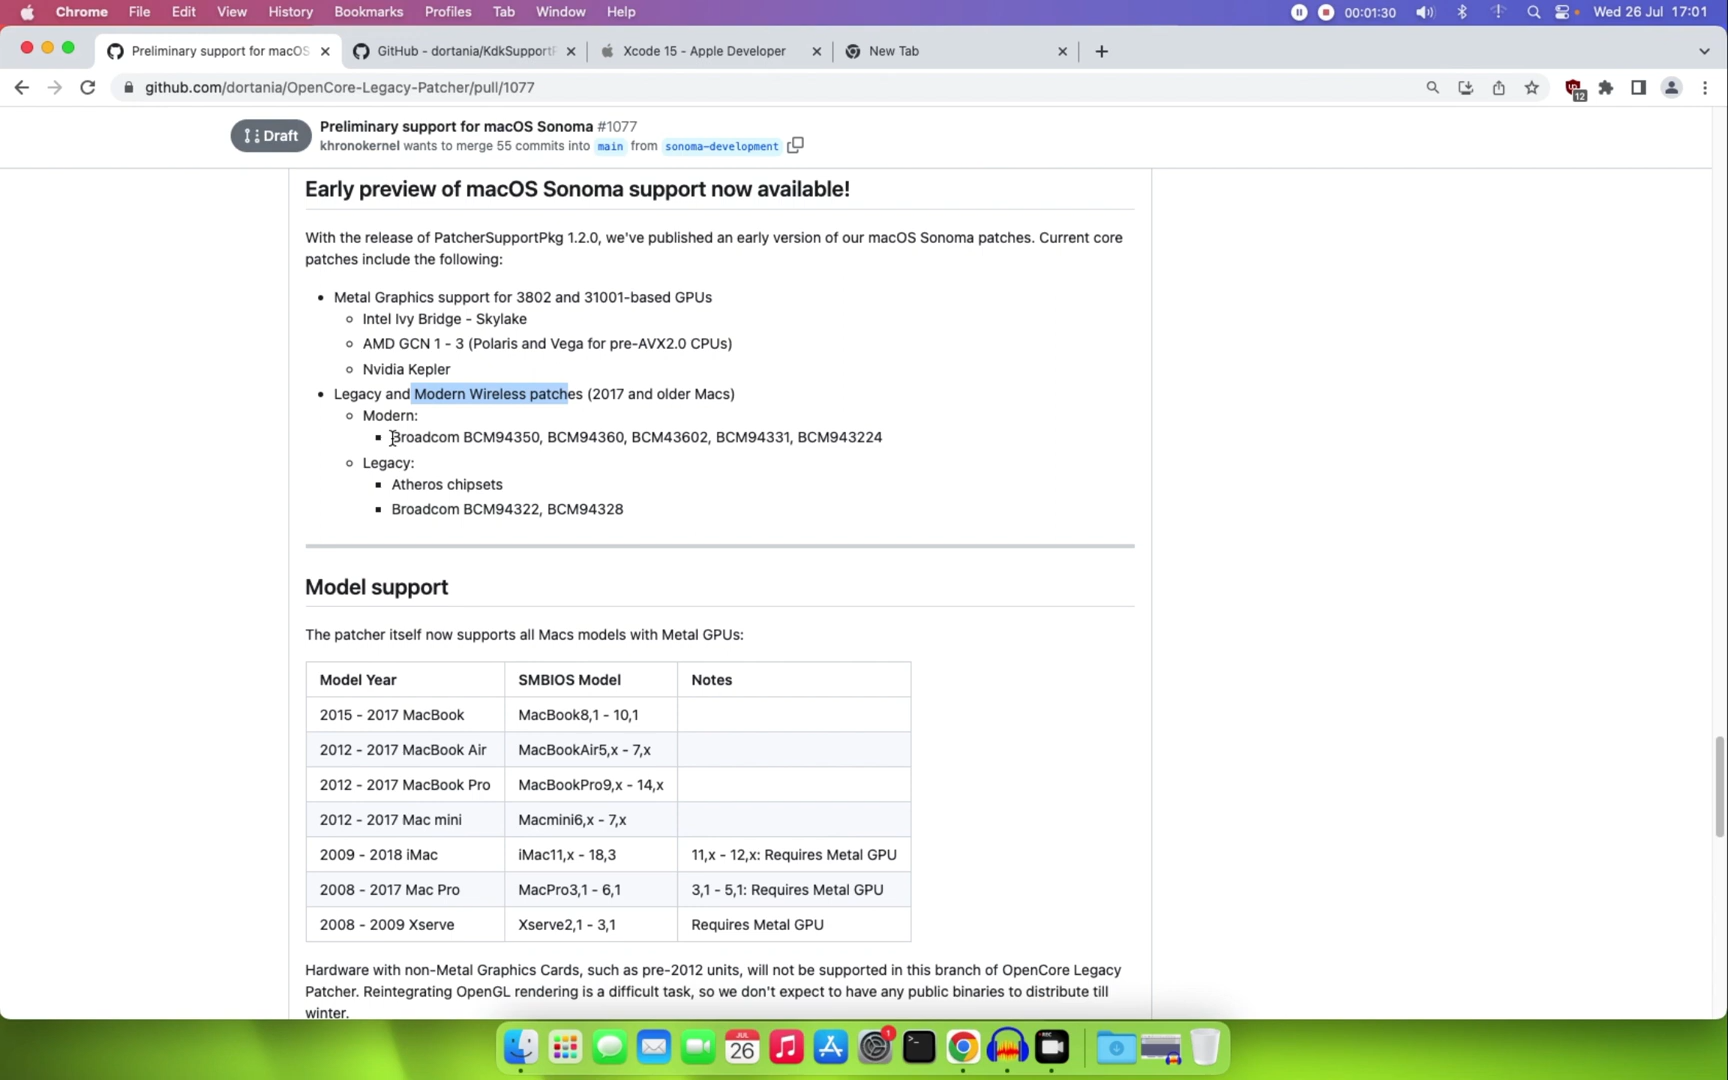 Chrome File Edit View History Bookmarks Profiles Tab Window Help 00:01:30 Wed 26 Jul 17:01
Preliminary support for macOS GitHub - dortania/KdkSupportP Xcode 15 - Apple Developer New Tab
github.com/dortania/OpenCore-Legacy-Patcher/pull/1077 12
Draft
Preliminary support for macOS Sonoma #1077
khronokernel wants to merge 55 commits into main from sonoma-development
Early preview of macOS Sonoma support now available!
With the release of PatcherSupportPkg 1.2.0, we've published an early version of our macOS Sonoma patches. Current core
patches include the following:
Metal Graphics support for 3802 and 31001-based GPUs
Intel Ivy Bridge - Skylake
AMD GCN 1 - 3 (Polaris and Vega for pre-AVX2.0 CPUs)
Nvidia Kepler
Legacy and Modern Wireless patches (2017 and older Macs)
Modern:
Broadcom BCM94350, BCM94360, BCM43602, BCM94331, BCM943224
Legacy:
Atheros chipsets
Broadcom BCM94322, BCM94328
Model support
The patcher itself now supports all Macs models with Metal GPUs:
Model Year SMBIOS Model Notes
2015 - 2017 MacBook MacBook8,1 - 10,1
2012 - 2017 MacBook Air MacBookAir5,x - 7,x
2012 - 2017 MacBook Pro MacBookPro9,x - 14,x
2012 - 2017 Mac mini Macmini6,x - 7,x
2009 - 2018 iMac iMac11,x - 18,3 11,x - 12,x: Requires Metal GPU
2008 - 2017 Mac Pro MacPro3,1 - 6,1 3,1 - 5,1: Requires Metal GPU
2008 - 2009 Xserve Xserve2,1 - 3,1 Requires Metal GPU
Hardware with non-Metal Graphics Cards, such as pre-2012 units, will not be supported in this branch of OpenCore Legacy
Patcher. Reintegrating OpenGL rendering is a difficult task, so we don't expect to have any public binaries to distribute till
winter.
JUL
26
1